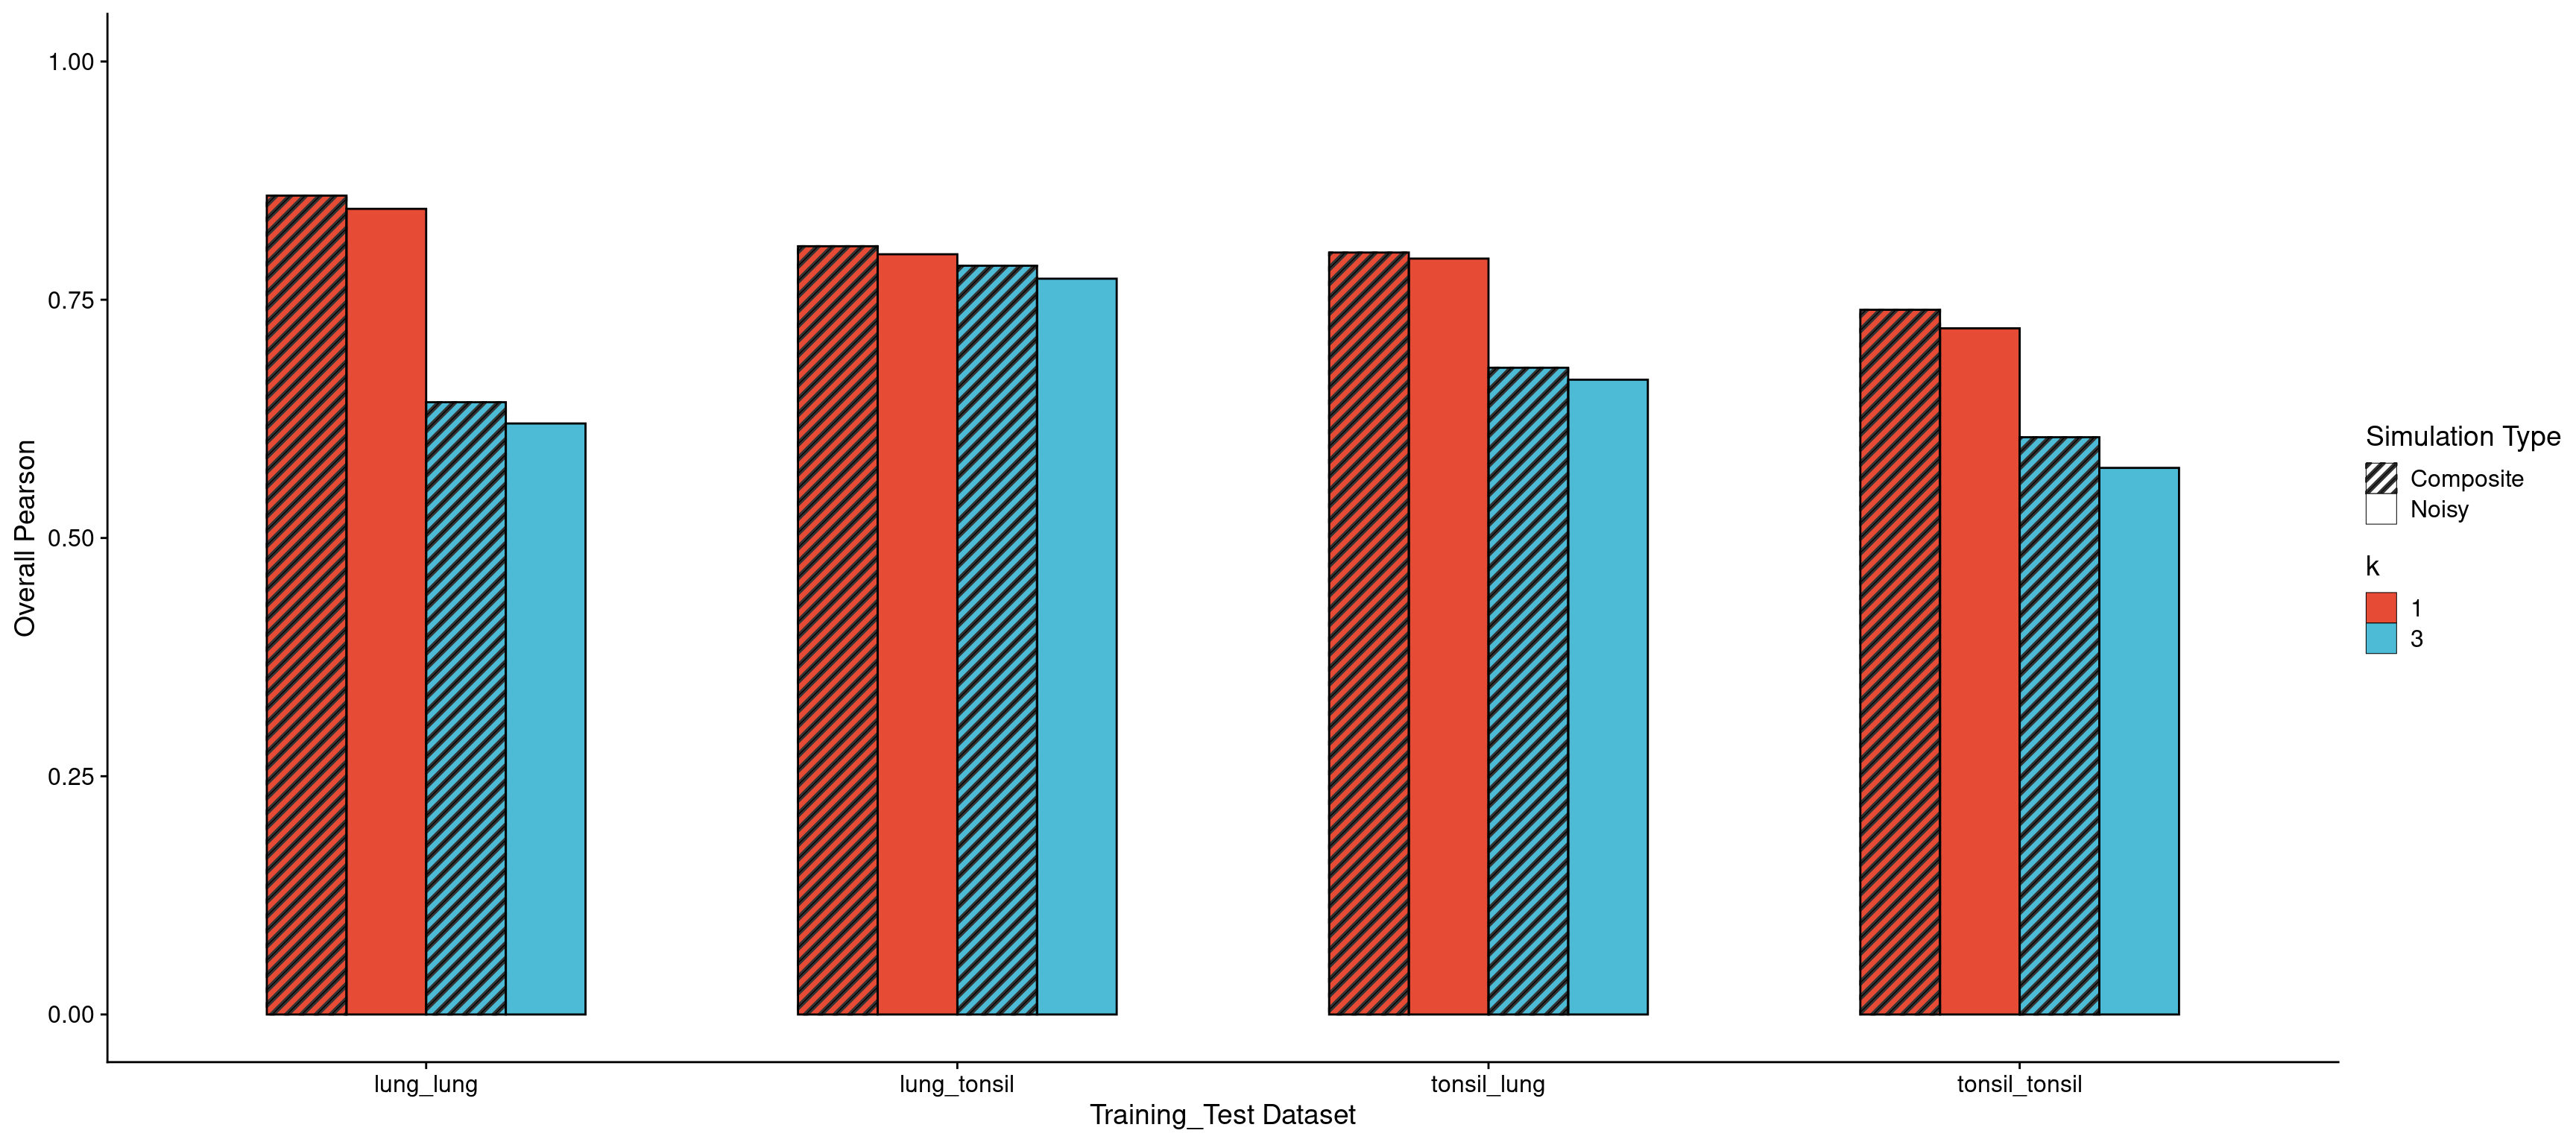 1.00
0.75
0.50
0.25
0.00
Overall Pearson
lung_lung
lung_tonsil
tonsil_lung
tonsil_tonsil
Training_Test Dataset
Simulation Type
Composite
Noisy
k
1
3